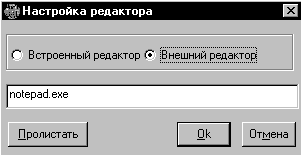 Настройка редактора
Встроенный редактор Внешний редактор
notepad.exe
Пролистать Ok Отмена